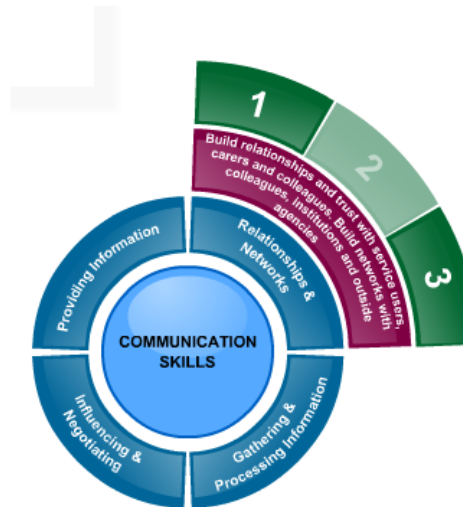 1
2
3
Build relationships and trust with service users,
carers and colleagues. Build networks with
colleagues, institutions and outside
agencies
Providing Information
Relationships &
Networks
COMMUNICATION
SKILLS
Influencing &
Negotiating
Gathering &
Processing Information